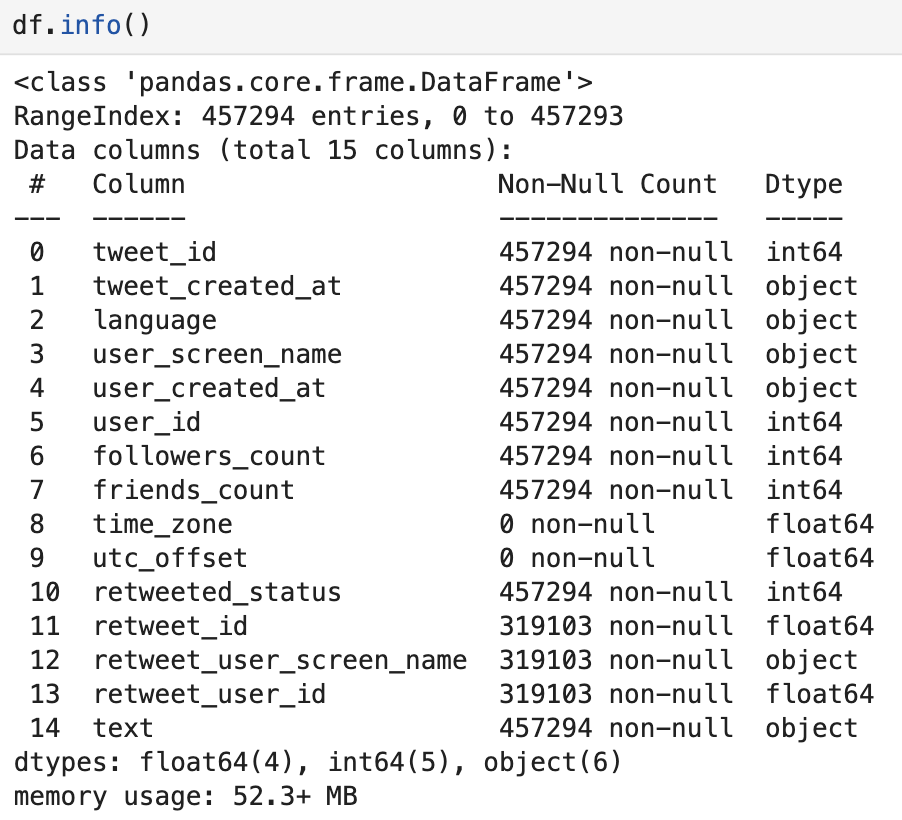 df.info()
<class 'pandas.core.frame.DataFrame'>
RangeIndex: 457294 entries, 0 to 457293
Data columns (total 15 columns):
 #   Column                    Non-Null Count   Dtype
---  ------                    --------------   -----
 0   tweet_id                  457294 non-null  int64
 1   tweet_created_at          457294 non-null  object
 2   language                  457294 non-null  object
 3   user_screen_name          457294 non-null  object
 4   user_created_at           457294 non-null  object
 5   user_id                   457294 non-null  int64
 6   followers_count           457294 non-null  int64
 7   friends_count             457294 non-null  int64
 8   time_zone                 0 non-null       float64
 9   utc_offset                0 non-null       float64
 10  retweeted_status          457294 non-null  int64
 11  retweet_id                319103 non-null  float64
 12  retweet_user_screen_name  319103 non-null  object
 13  retweet_user_id           319103 non-null  float64
 14  text                      457294 non-null  object
dtypes: float64(4), int64(5), object(6)
memory usage: 52.3+ MB